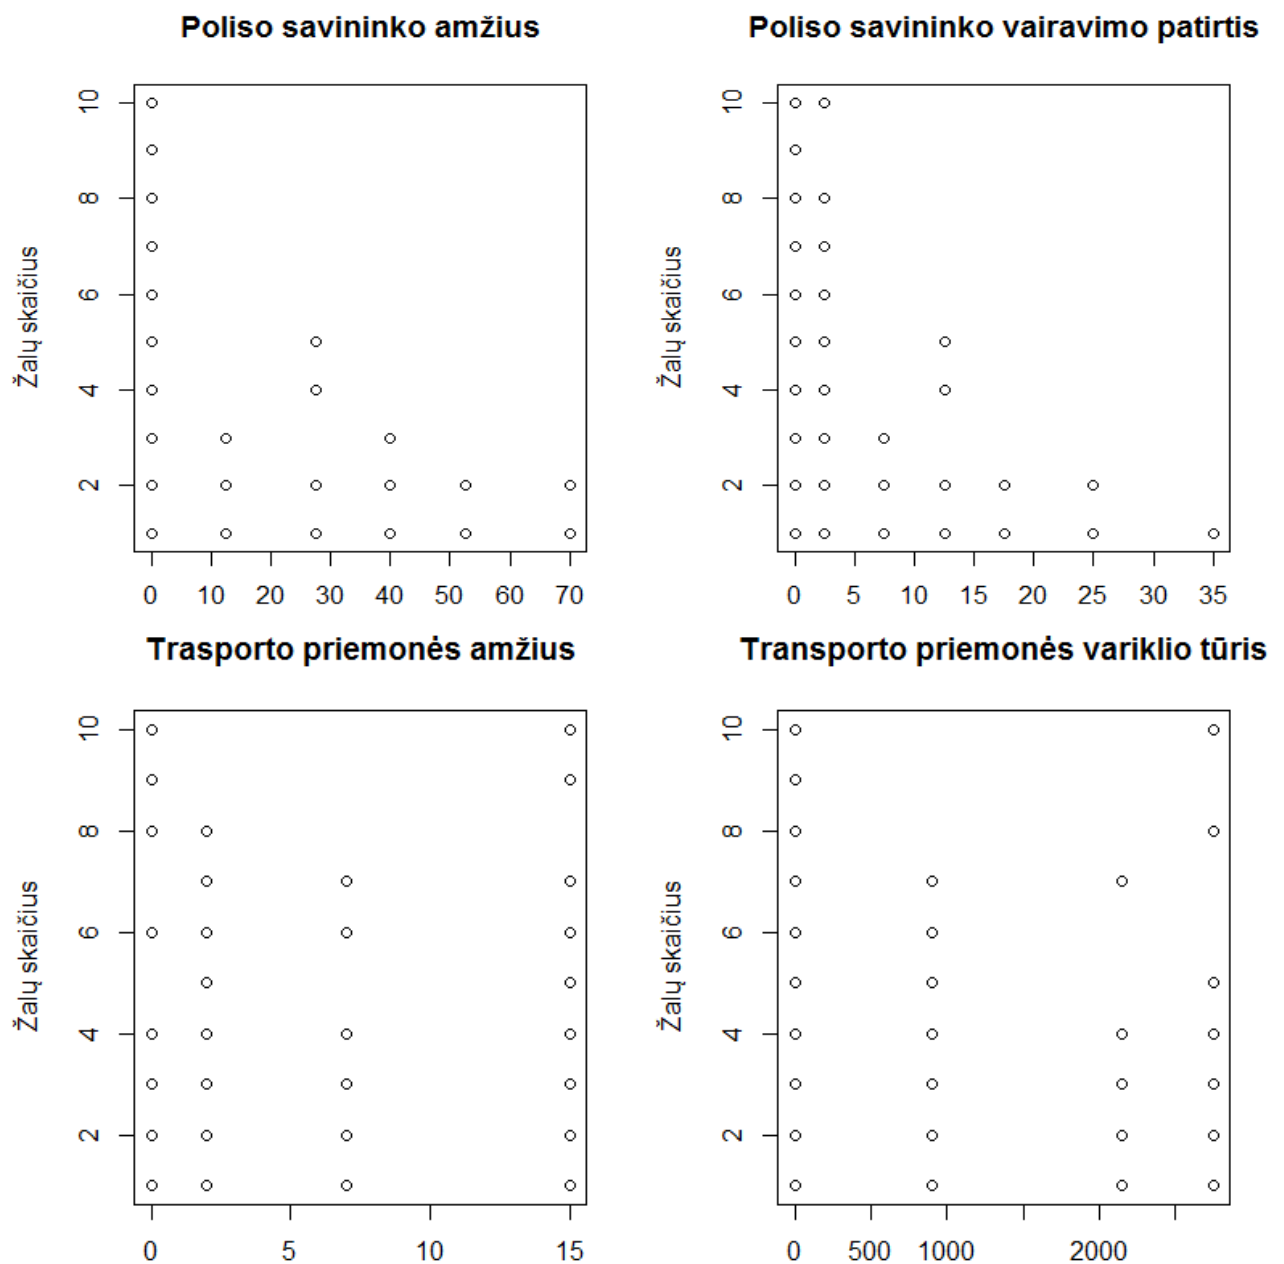 Poliso savininko amžius
Žalų skaičius
10
8
6
4
2
0 10 20 30 40 50 60 70
Poliso savininko vairavimo patirtis
Žalų skaičius
10
8
6
4
2
0 5 10 15 20 25 30 35
Trasporto priemonės amžius
Žalų skaičius
10
8
6
4
2
0 5 10 15
Transporto priemonės variklio tūris
Žalų skaičius
10
8
6
4
2
0 500 1000 2000